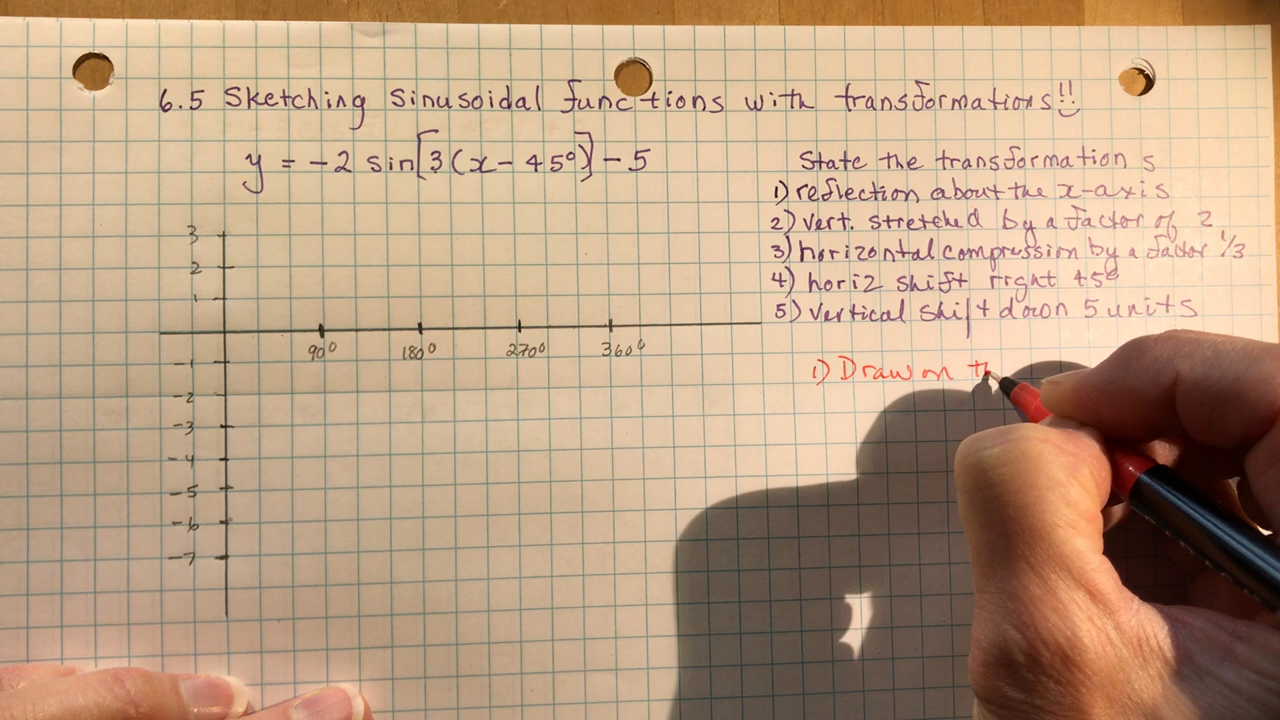 6.5 Sketching Sinusoidal functions with transformations!!
y = -2 sin[3(x - 45°)] - 5
State the transformations
1) reflection about the x-axis
2) vert. stretched by a factor of 2
3) horizontal compression by a factor 1/3
4) horiz shift right 45°
5) vertical shift down 5 units
3
2
1
90° 180° 270° 360°
-1
-2
-3
-4
-5
-6
-7
1) Draw on th